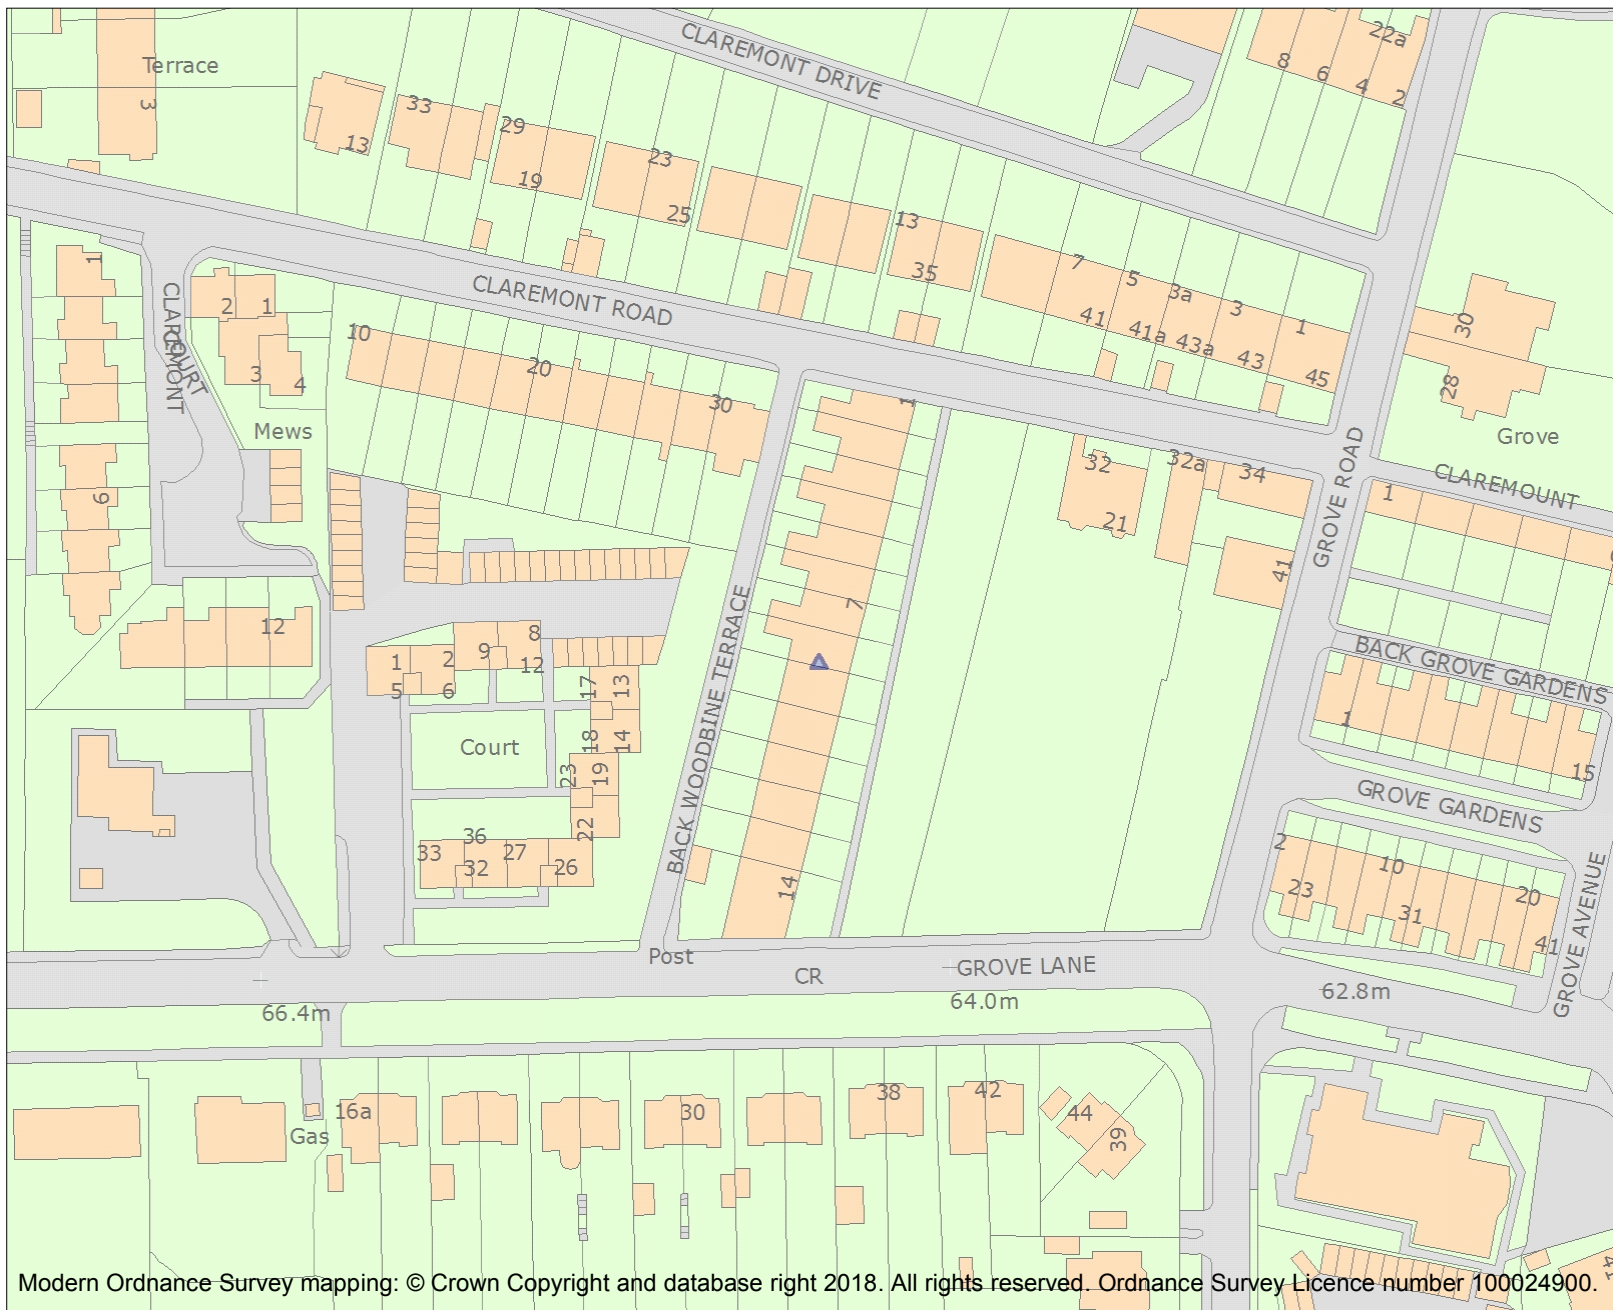 CLAREMONT DRIVE
22a
8
6
4
2
Terrace
3
13
33
29
19
23
25
13
35
7
5
3a
3
1
41
41a
43a
43
45
30
28
Grove
CLAREMONT ROAD
1
CLAREMONT
COURT
2
1
3
4
Mews
6
10
20
30
1
32
32a
34
21
41
GROVE ROAD
CLAREMOUNT
1
12
7
8
9
12
1
2
5
6
17
13
18
14
BACK WOODBINE TERRACE
BACK GROVE GARDENS
1
15
Court
23
19
22
36
33
32
27
26
14
GROVE GARDENS
2
10
20
23
31
41
GROVE AVENUE
Post
CR
GROVE LANE
66.4m
64.0m
62.8m
16a
Gas
30
38
42
44
39
Modern Ordnance Survey mapping: © Crown Copyright and database right 2018. All rights reserved. Ordnance Survey Licence number 100024900.